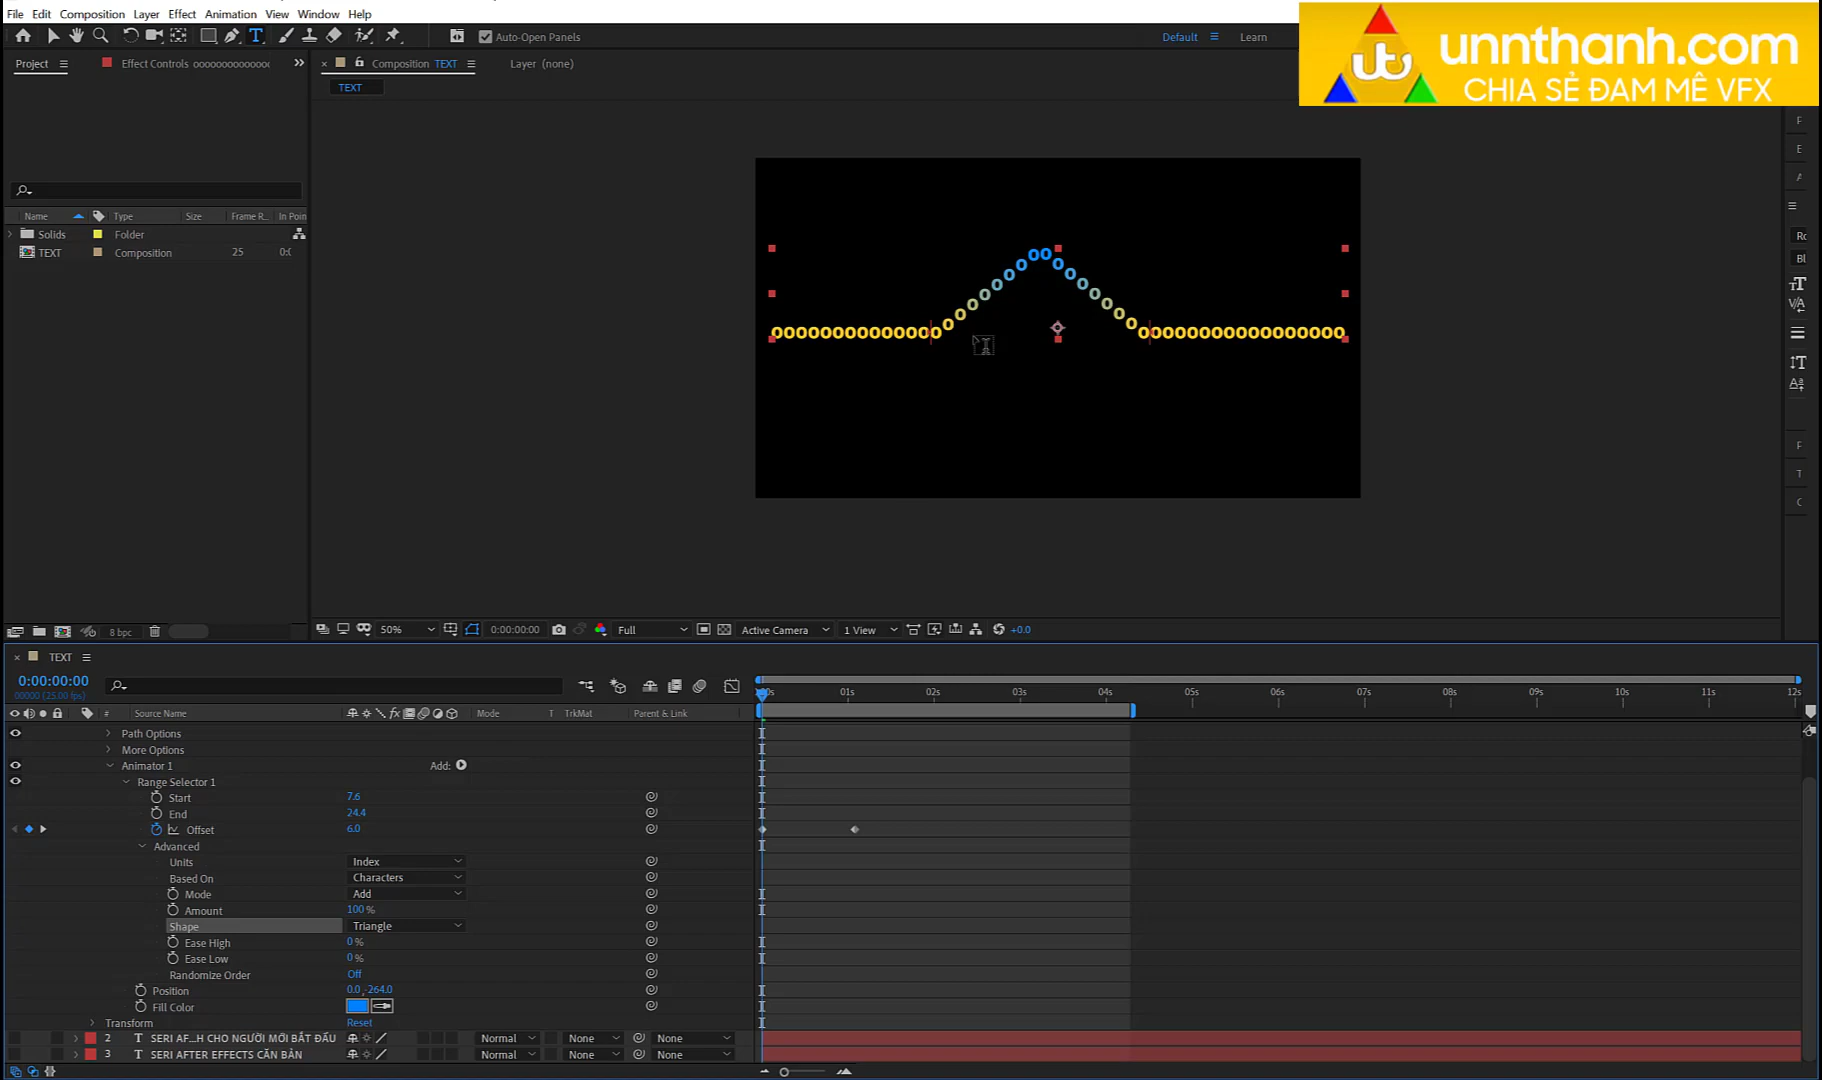 File Edit Composition Layer Effect Animation View Window Help
Auto-Open Panels
Default
Learn
unnthanh.com
CHIA SẺ ĐAM MÊ VFX
Project
Effect Controls oooooooooooooo
Composition TEXT
Layer (none)
TEXT
Name Type Size Frame R... In Point
Solids Folder
TEXT Composition 25 0:(
oooooooooooooooooooooooooooooooooooooooooooooo
8 bpc
50%
0:00:00:00
Full
Active Camera
1 View
+0.0
TEXT
0:00:00:00
00000 (25.00 fps)
01s 02s 03s 04s 05s 06s 07s 08s 09s 10s 11s 12s
# Source Name Mode T TrkMat Parent & Link
Path Options
More Options
Animator 1 Add:
Range Selector 1
Start 7.6
End 24.4
Offset 6.0
Advanced
Units Index
Based On Characters
Mode Add
Amount 100 %
Shape Triangle
Ease High 0 %
Ease Low 0 %
Randomize Order Off
Position 0.0,-264.0
Fill Color
Transform Reset
2 T SERI AF...H CHO NGƯỜI MỚI BẮT ĐẦU Normal None None
3 T SERI AFTER EFFECTS CĂN BẢN Normal None None